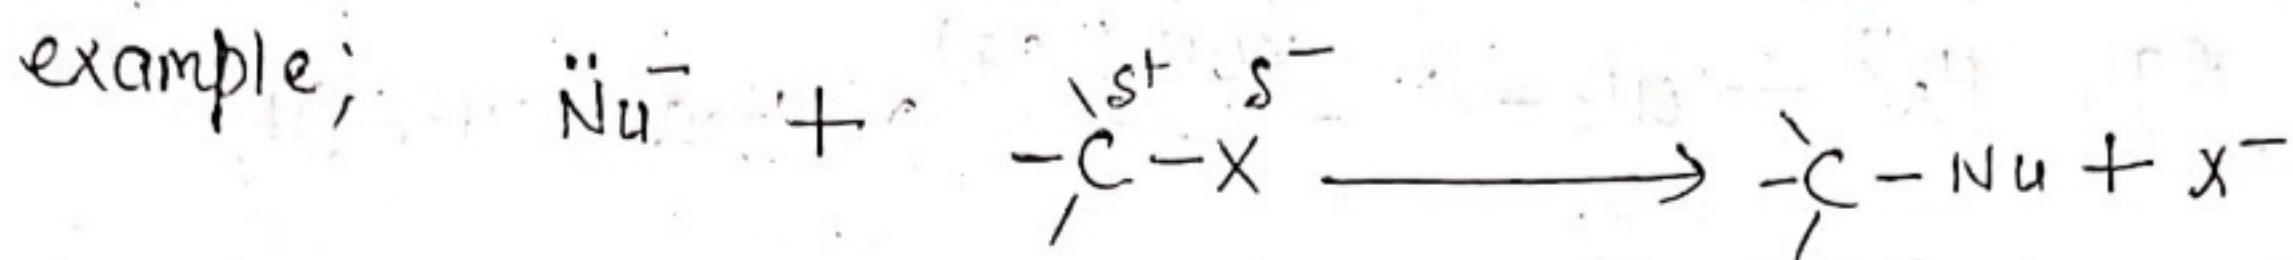 example; N̈u⁻ + -C^δ+-X^δ- ⟶ -C-Nu + X⁻